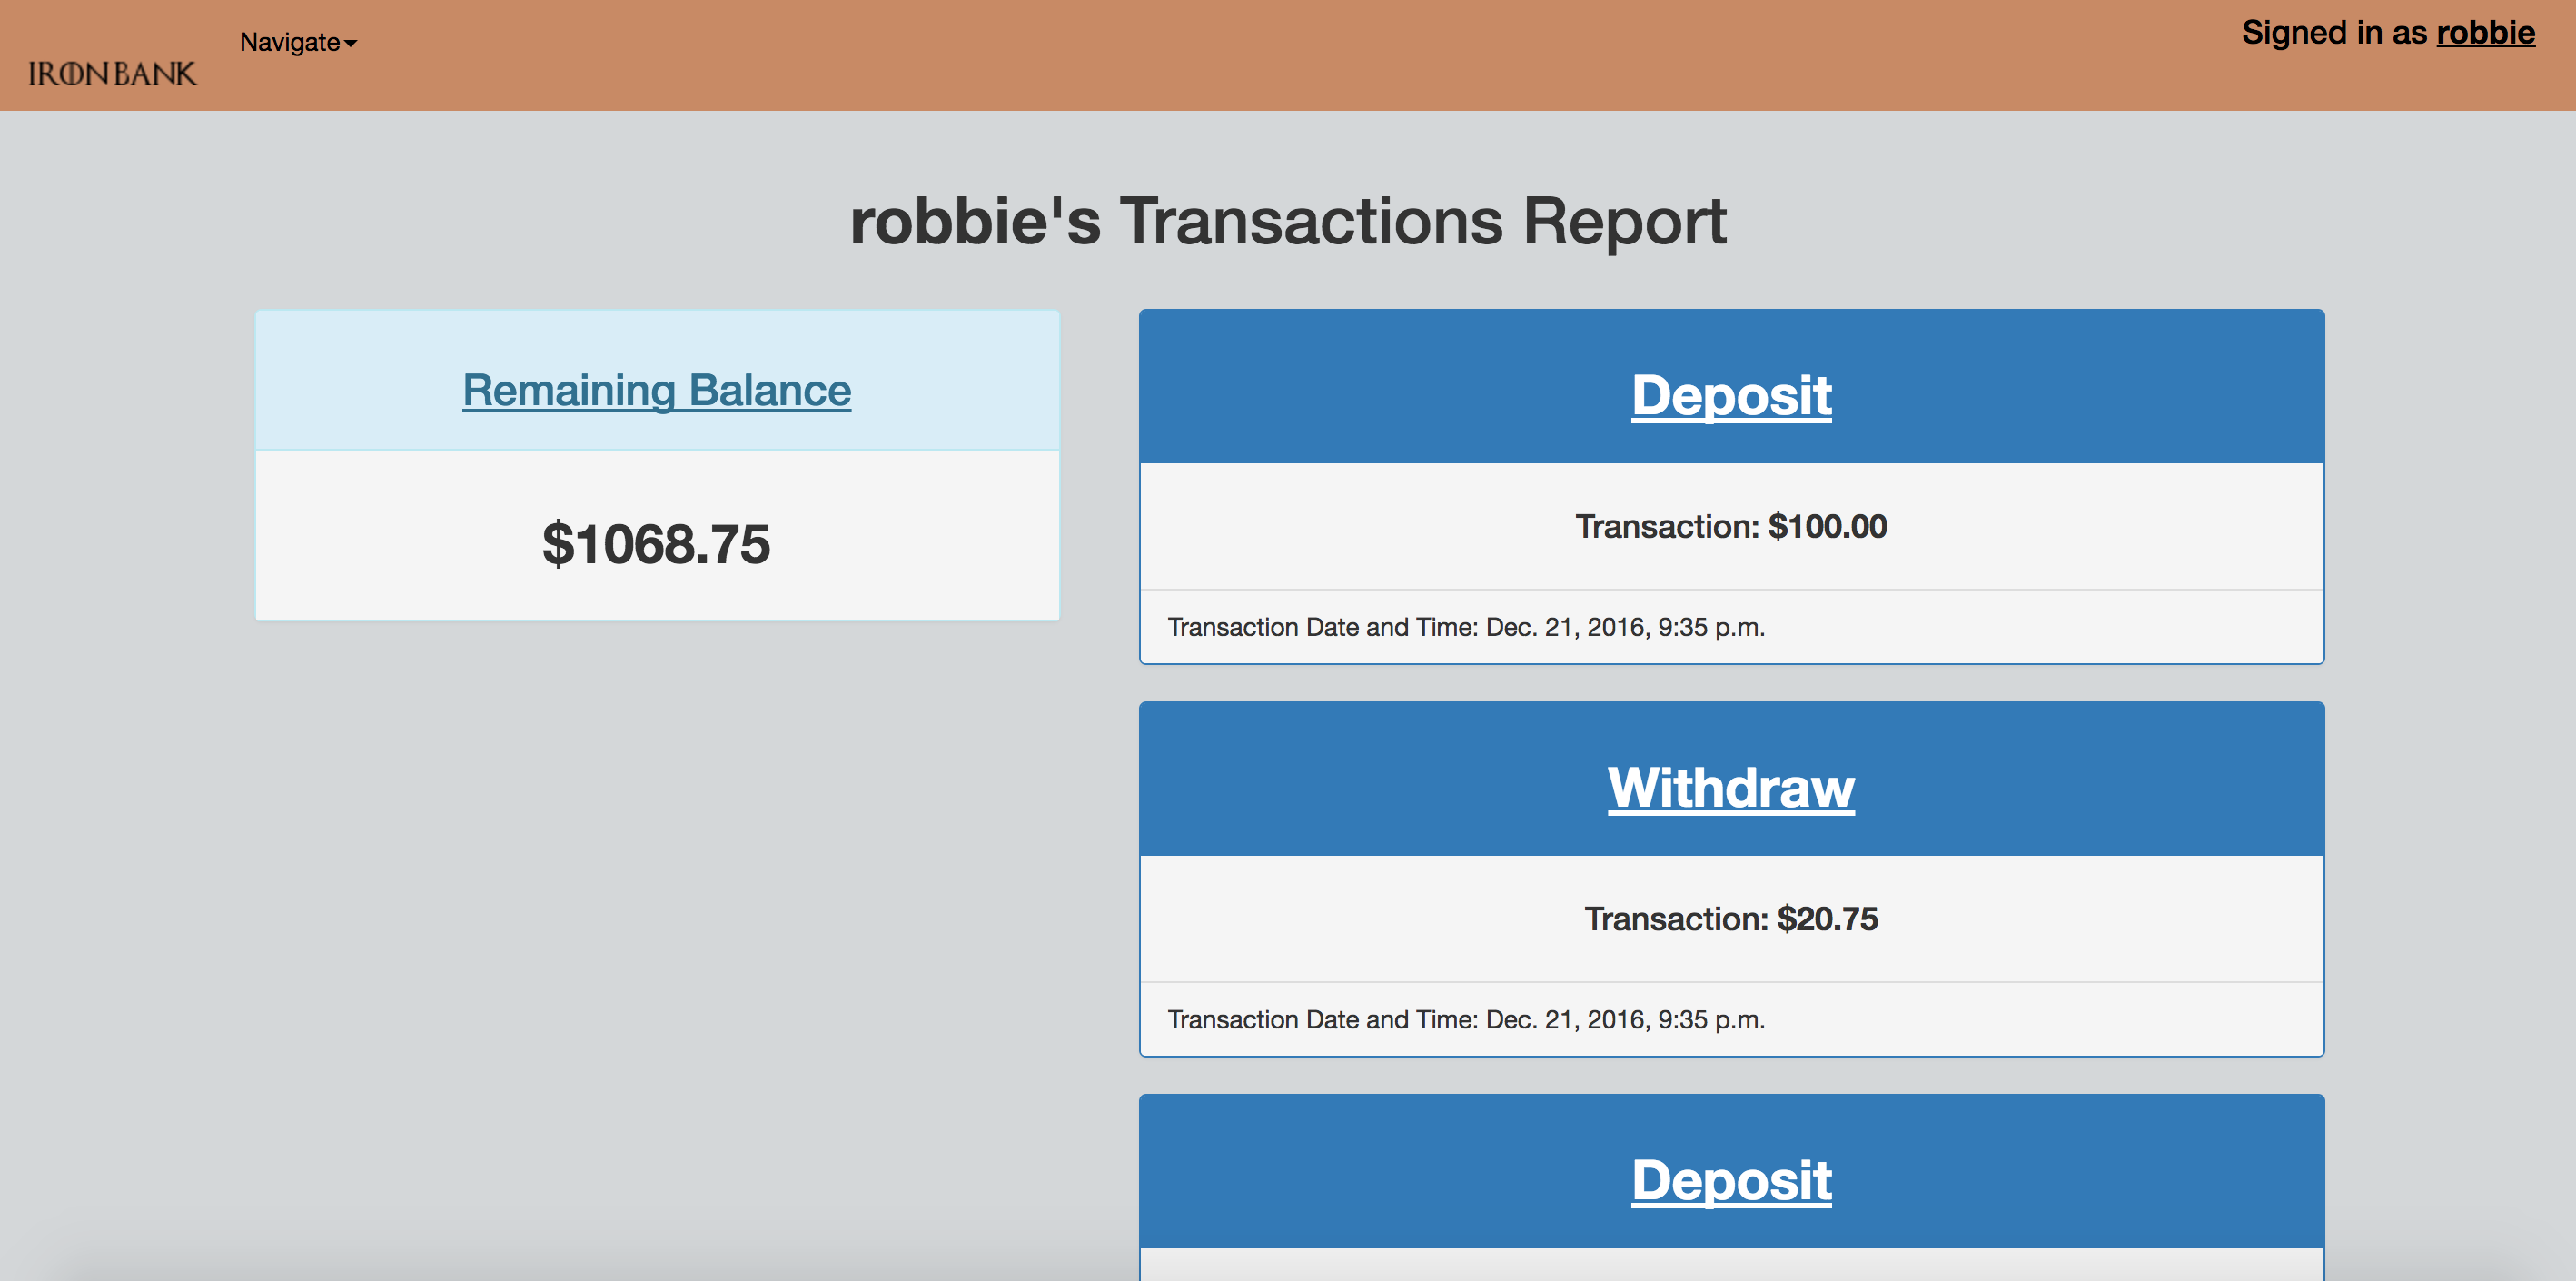 IRONBANK
Navigate
Signed in as robbie
robbie's Transactions Report
Remaining Balance
$1068.75
Deposit
Transaction: $100.00
Transaction Date and Time: Dec. 21, 2016, 9:35 p.m.
Withdraw
Transaction: $20.75
Transaction Date and Time: Dec. 21, 2016, 9:35 p.m.
Deposit